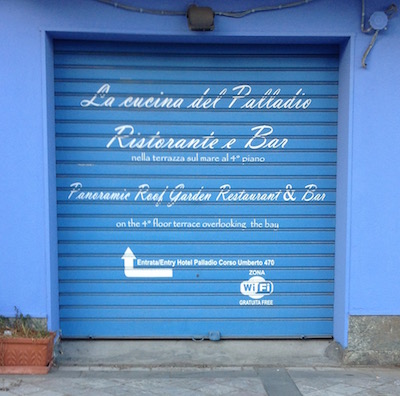 La cucina del Palladio
Ristorante e Bar
nella terrazza sul mare al 4° piano
Panoramic Roof Garden Restaurant & Bar
on the 4° floor terrace overlooking the bay
Entrata/Entry Hotel Palladio Corso Umberto 470
ZONA
WiFi
GRATUITA FREE